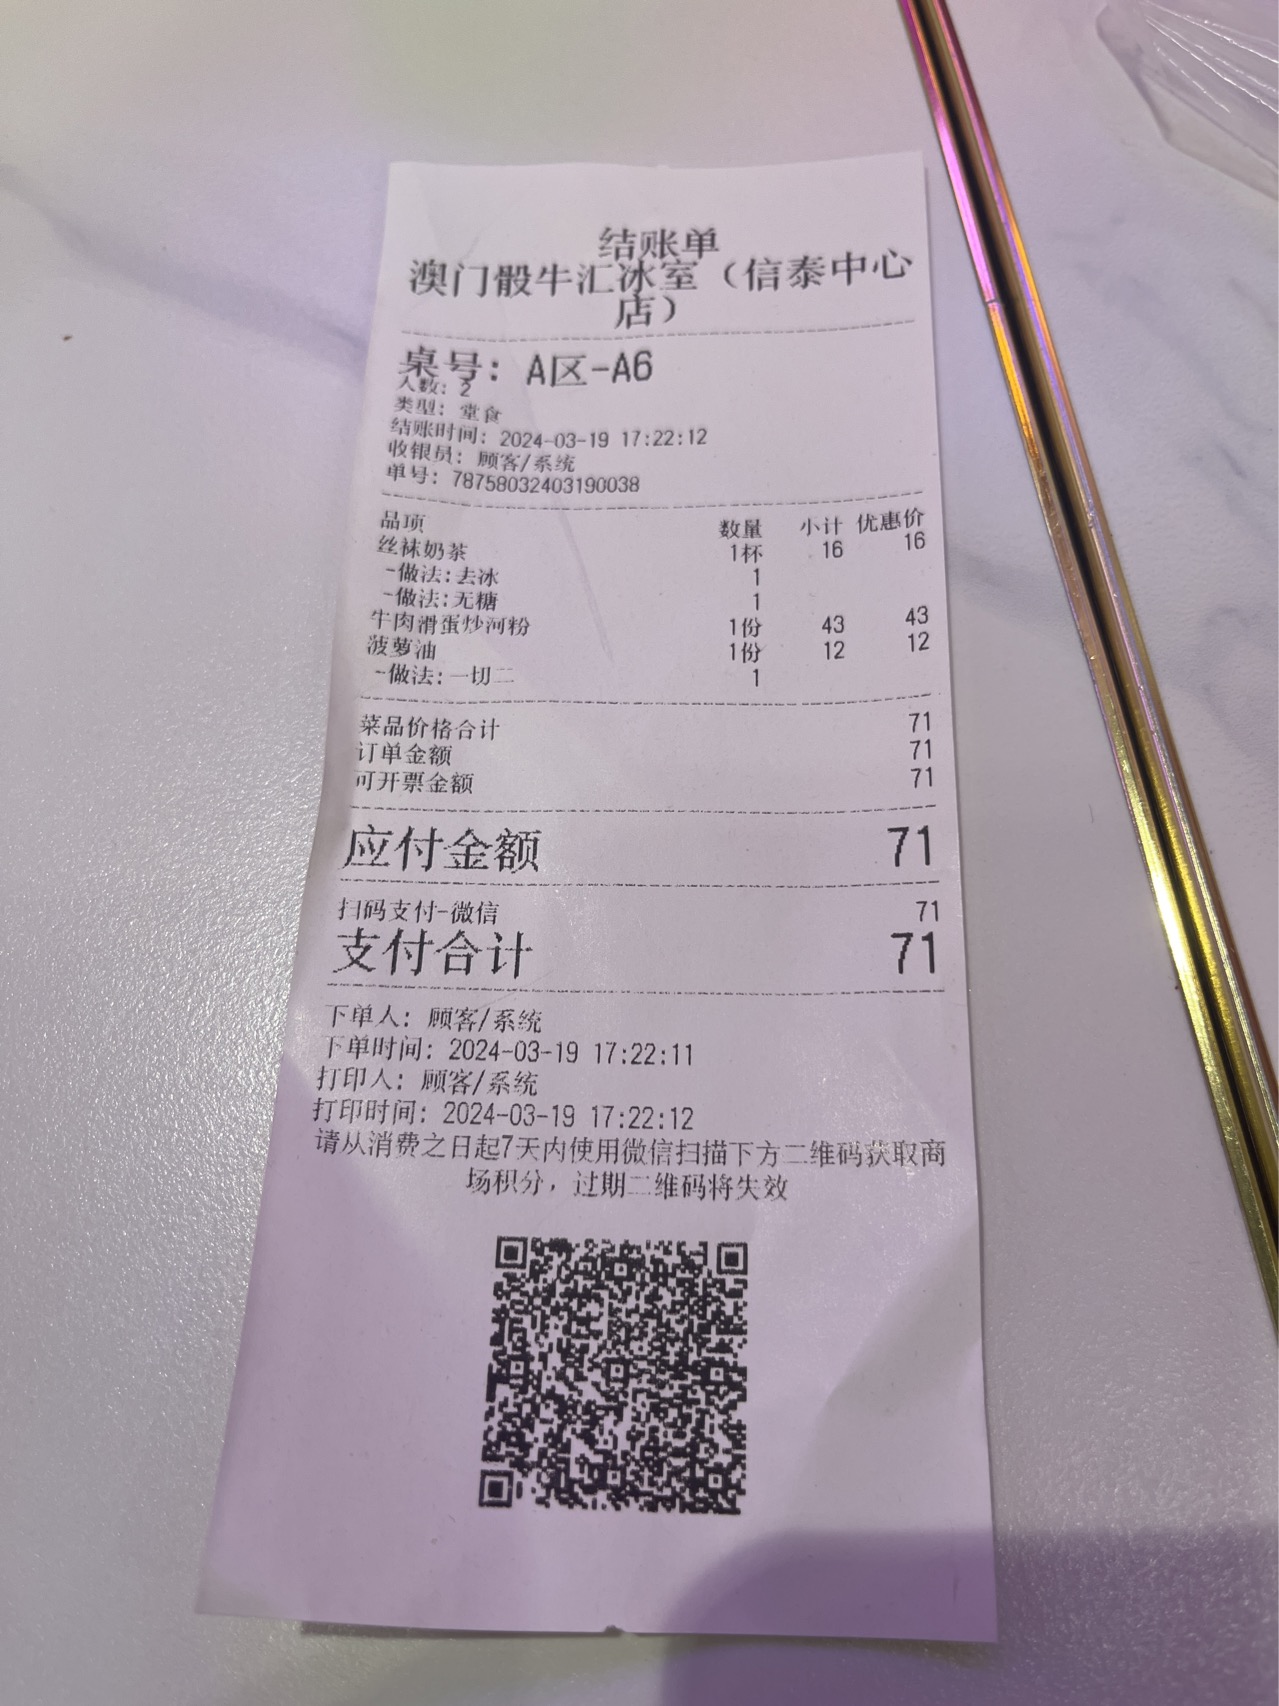 结账单
澳门骰牛汇冰室（信泰中心
店）
桌号: A区-A6
人数: 2
类型: 堂食
结账时间: 2024-03-19 17:22:12
收银员: 顾客/系统
单号: 78758032403190038
品项 数量 小计 优惠价
丝袜奶茶 1杯 16 16
-做法:去冰 1
-做法:无糖 1
牛肉滑蛋炒河粉 1份 43 43
菠萝油 1份 12 12
-做法:一切二 1
菜品价格合计 71
订单金额 71
可开票金额 71
应付金额 71
扫码支付-微信 71
支付合计 71
下单人: 顾客/系统
下单时间: 2024-03-19 17:22:11
打印人: 顾客/系统
打印时间: 2024-03-19 17:22:12
请从消费之日起7天内使用微信扫描下方二维码获取商
场积分，过期二维码将失效